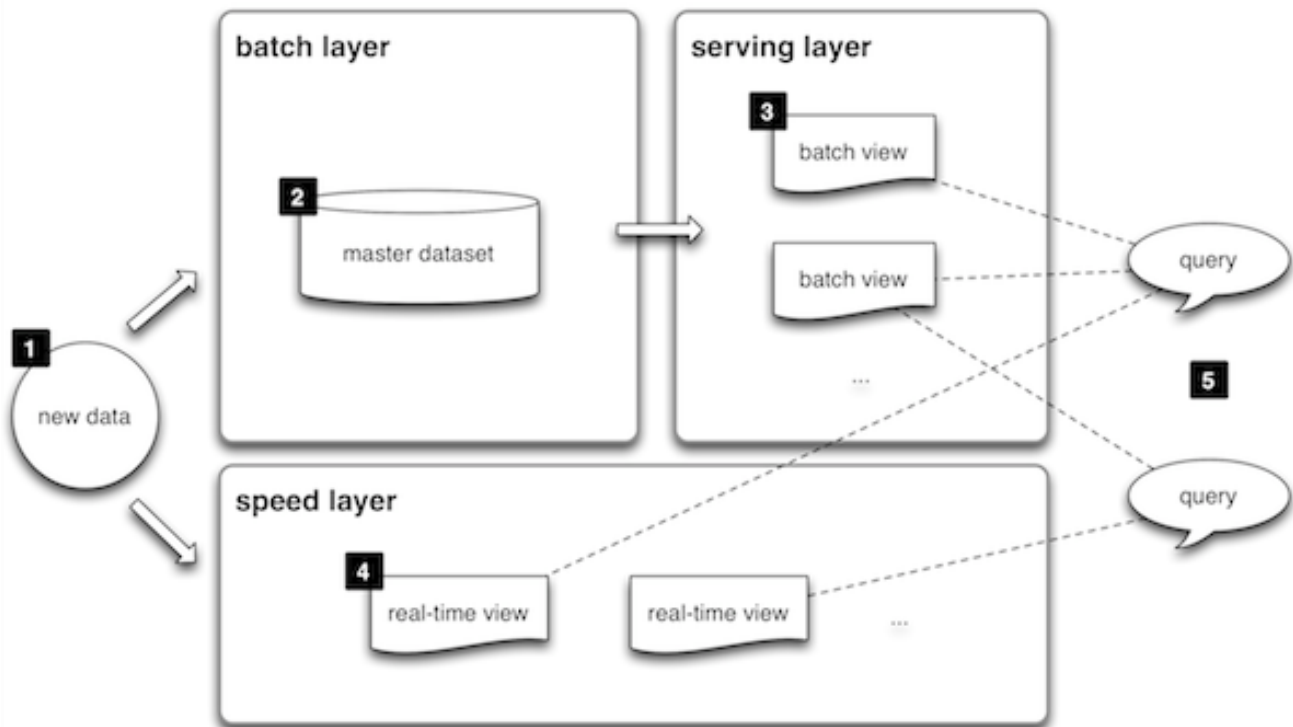 batch layer
serving layer
3
batch view
2
master dataset
batch view
query
1
new data
...
5
speed layer
query
4
real-time view
real-time view
...